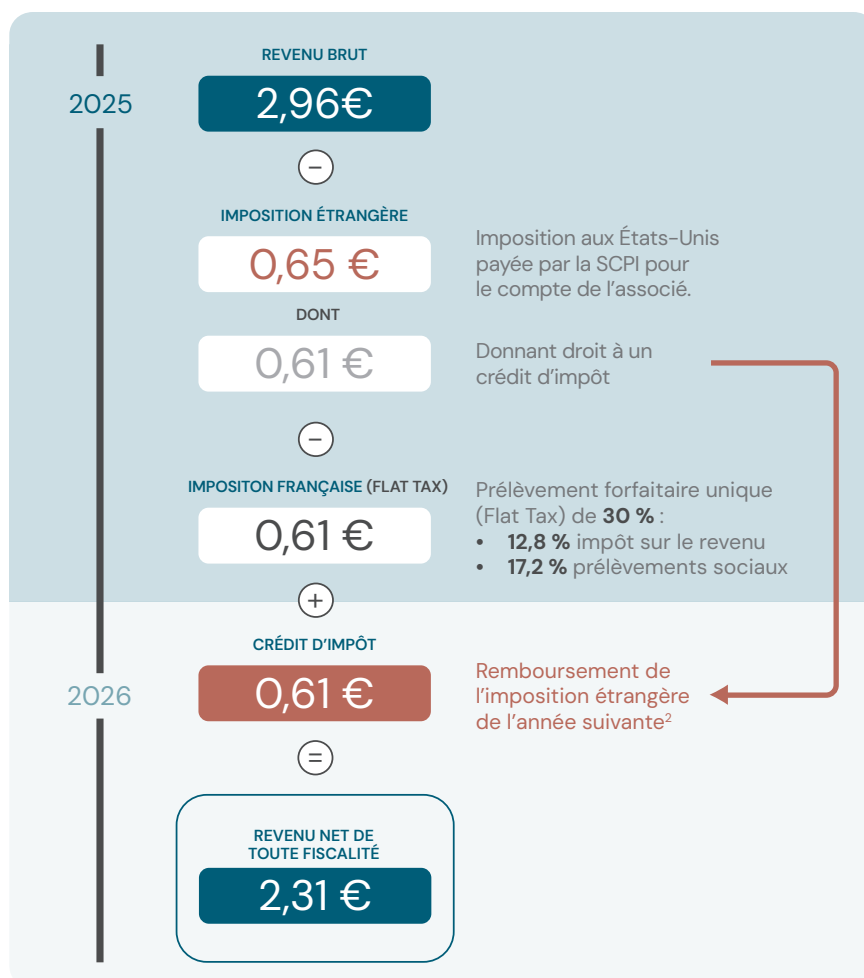 REVENU BRUT
2025
2,96€
−
IMPOSITION ÉTRANGÈRE
0,65 €
Imposition aux États-Unis
payée par la SCPI pour
le compte de l’associé.
DONT
0,61 €
Donnant droit à un
crédit d’impôt
−
IMPOSITON FRANÇAISE (FLAT TAX)
0,61 €
Prélèvement forfaitaire unique
(Flat Tax) de 30 % :
• 12,8 % impôt sur le revenu
• 17,2 % prélèvements sociaux
+
CRÉDIT D’IMPÔT
2026
0,61 €
Remboursement de
l’imposition étrangère
de l’année suivante²
=
REVENU NET DE
TOUTE FISCALITÉ
2,31 €